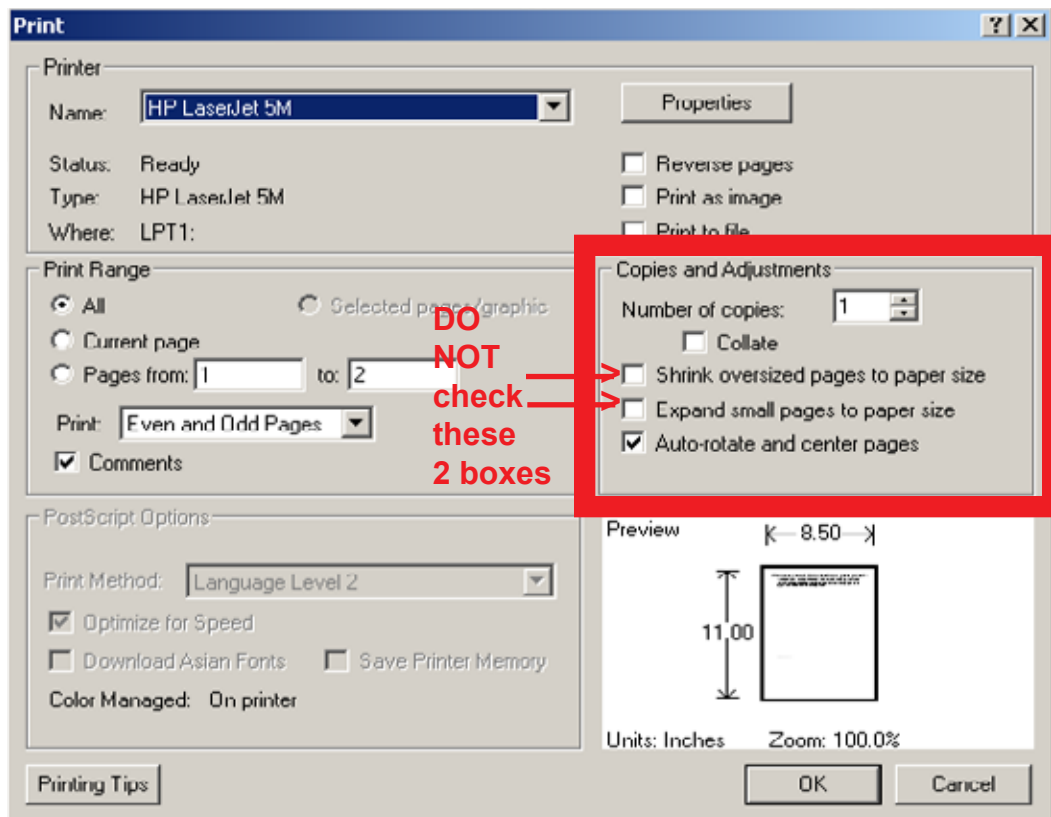 Print
Printer
Name: HP LaserJet 5M
Properties
Status: Ready
Type: HP LaserJet 5M
Where: LPT1:
Reverse pages
Print as image
Print to file
Print Range
All
Selected pages/graphic
Current page
Pages from: 1 to: 2
Print: Even and Odd Pages
Comments
DO
NOT
check
these
2 boxes
Copies and Adjustments
Number of copies: 1
Collate
Shrink oversized pages to paper size
Expand small pages to paper size
Auto-rotate and center pages
PostScript Options
Print Method: Language Level 2
Optimize for Speed
Download Asian Fonts
Save Printer Memory
Color Managed: On printer
Preview
8.50
11.00
Units: Inches Zoom: 100.0%
Printing Tips
OK
Cancel